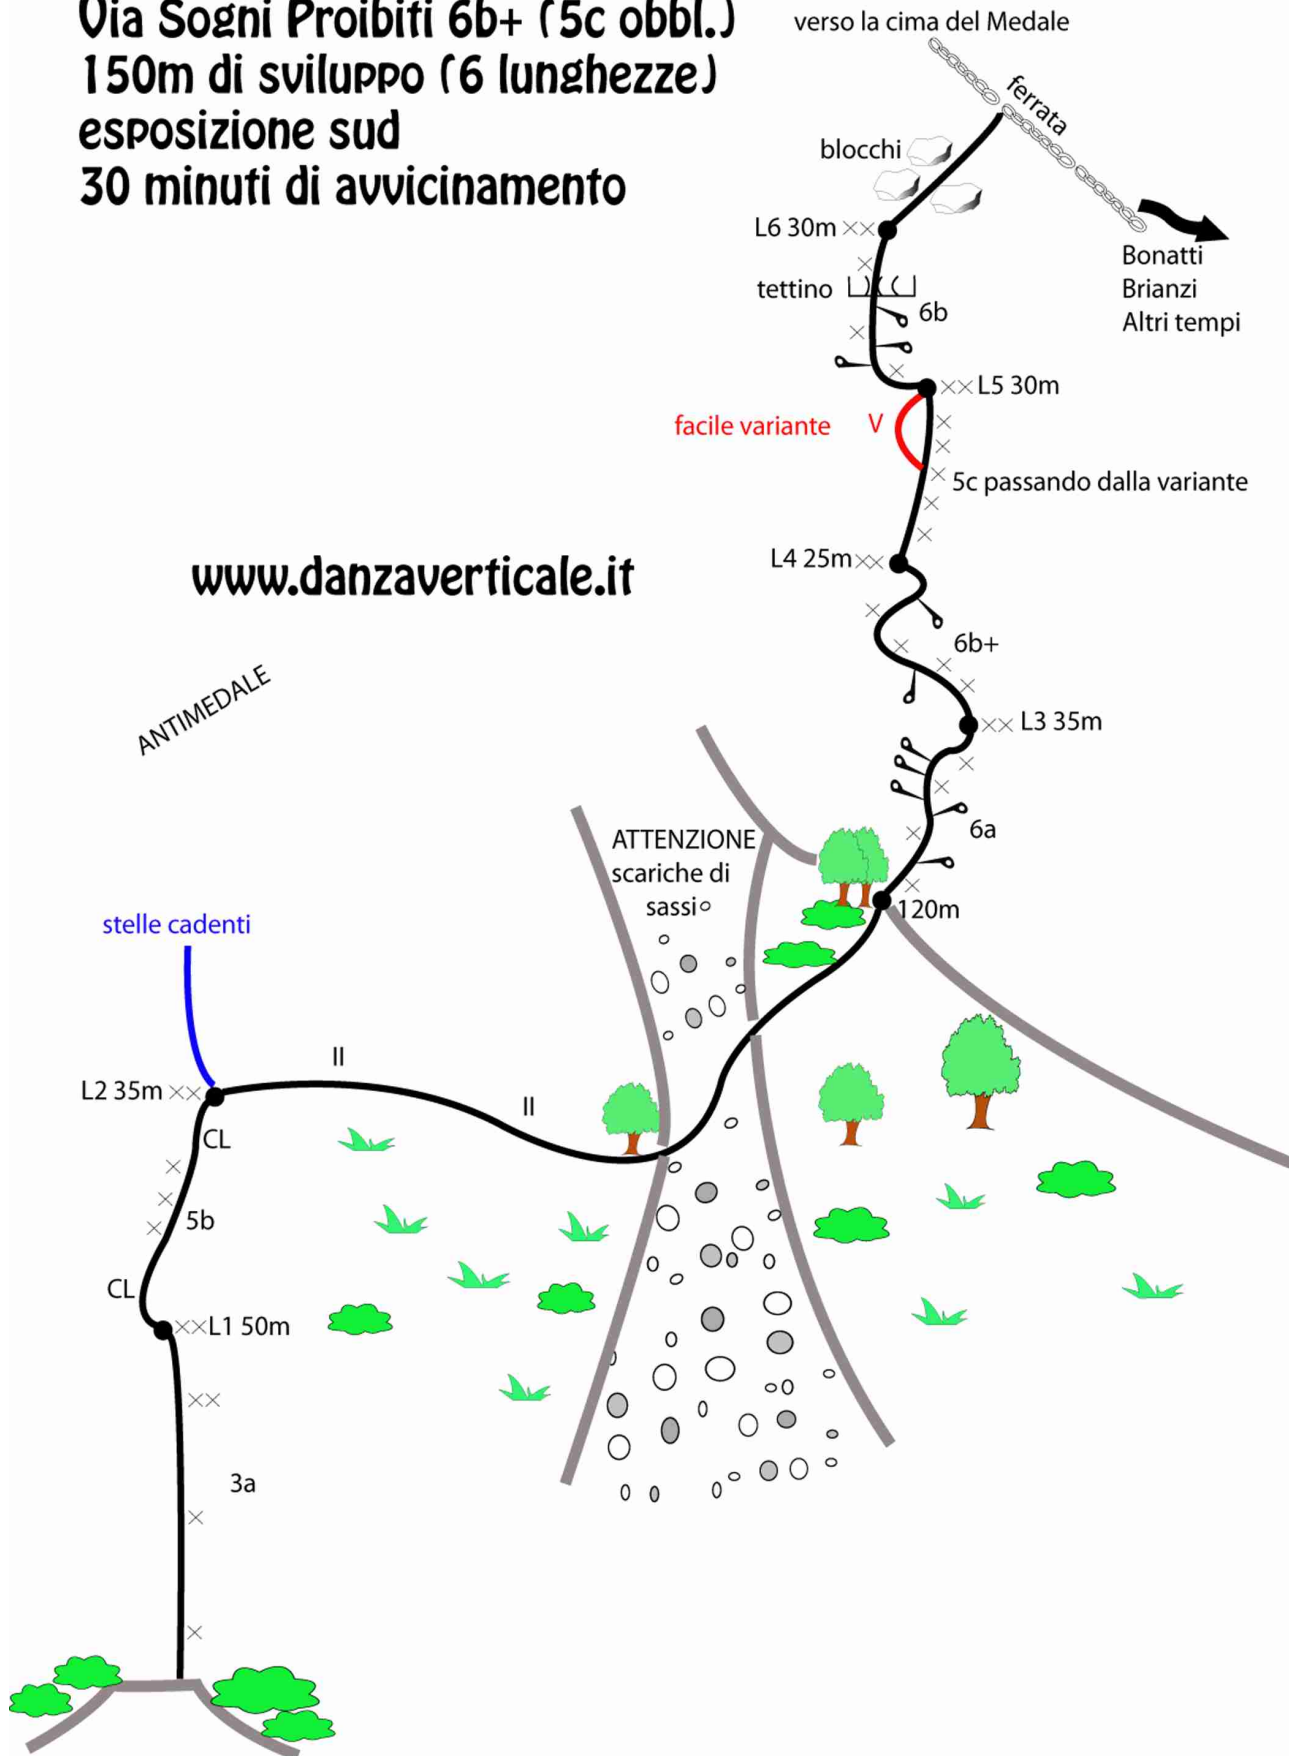 Via Sogni Proibiti 6b+ (5c obbl.)
150m di sviluppo (6 lunghezze)
esposizione sud
30 minuti di avvicinamento
verso la cima del Medale
ferrata
blocchi
L6 30m
Bonatti
Brianzi
Altri tempi
tettino
6b
L5 30m
facile variante V
5c passando dalla variante
L4 25m
www.danzaverticale.it
6b+
ANTIMEDALE
L3 35m
ATTENZIONE
scariche di
sassi
6a
120m
stelle cadenti
II
L2 35m
II
CL
5b
CL
L1 50m
3a